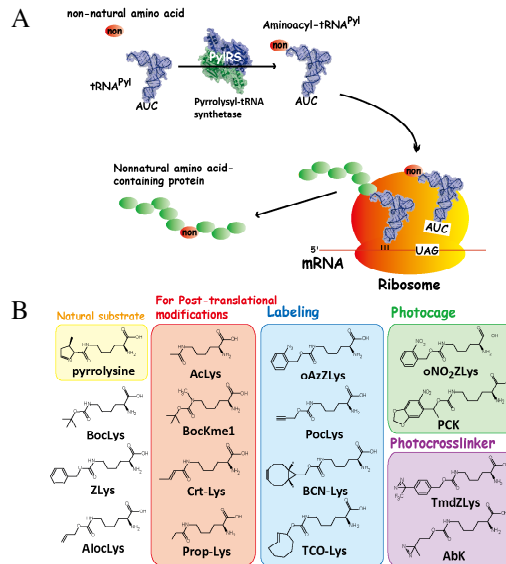 A
non-natural amino acid
non
tRNAPyl
AUC
PylRS
Pyrrolysyl-tRNA
synthetase
Aminoacyl-tRNAPyl
non
AUC
Nonnatural amino acid-
containing protein
non
non
AUC
UAG
5'
mRNA
Ribosome
B
Natural substrate
pyrrolysine
BocLys
ZLys
AlocLys
For Post-translational
modifications
AcLys
BocKme1
Crt-Lys
Prop-Lys
Labeling
oAzZLys
PocLys
BCN-Lys
TCO-Lys
Photocage
oNO2ZLys
PCK
Photocrosslinker
TmdZLys
AbK